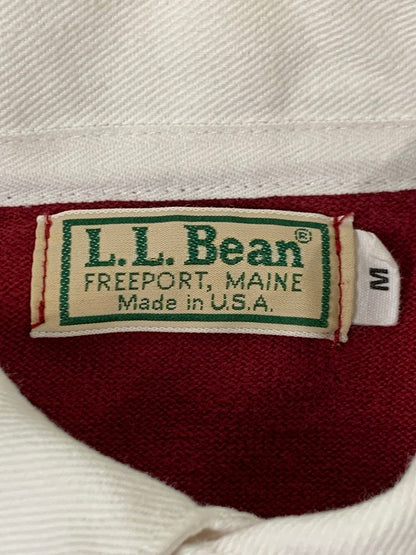 L.L. Bean®
FREEPORT, MAINE
Made in U.S.A.
M